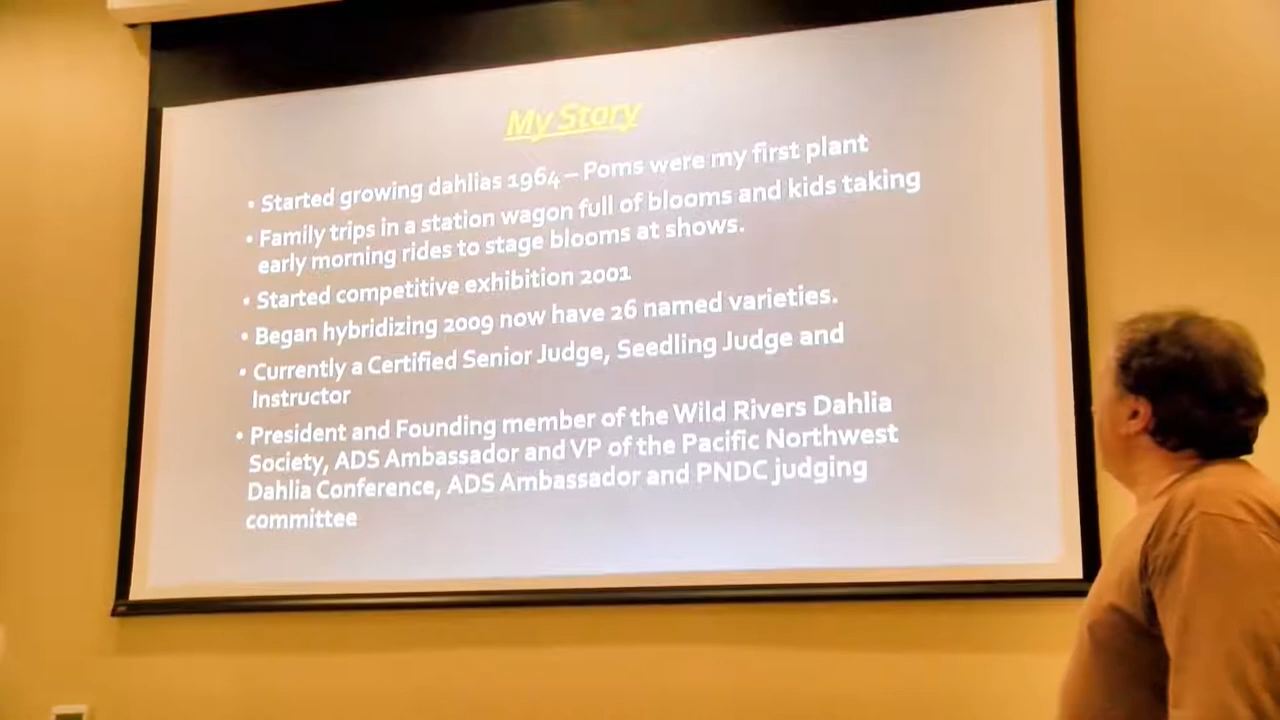 My Story
• Started growing dahlias 1964 – Poms were my first plant
• Family trips in a station wagon full of blooms and kids taking
early morning rides to stage blooms at shows.
• Started competitive exhibition 2001
• Began hybridizing 2009 now have 26 named varieties.
• Currently a Certified Senior Judge, Seedling Judge and
Instructor
• President and Founding member of the Wild Rivers Dahlia
Society, ADS Ambassador and VP of the Pacific Northwest
Dahlia Conference, ADS Ambassador and PNDC judging
committee